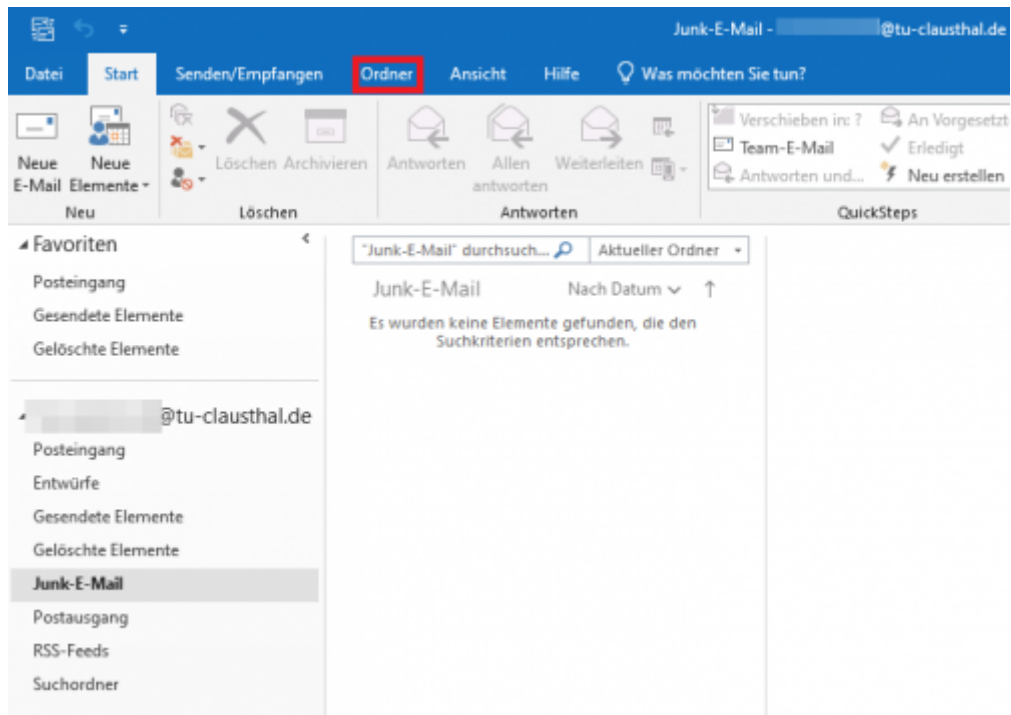 Junk-E-Mail - @tu-clausthal.de
Datei Start Senden/Empfangen Ordner Ansicht Hilfe Was möchten Sie tun?
Neue E-Mail
Neue Elemente
Löschen Archivieren
Antworten
Allen antworten
Weiterleiten
Verschieben in: ?
Team-E-Mail
Antworten und...
An Vorgesetzt
Erledigt
Neu erstellen
Neu Löschen Antworten QuickSteps
Favoriten
Posteingang
Gesendete Elemente
Gelöschte Elemente
@tu-clausthal.de
Posteingang
Entwürfe
Gesendete Elemente
Gelöschte Elemente
Junk-E-Mail
Postausgang
RSS-Feeds
Suchordner
"Junk-E-Mail" durchsuch... Aktueller Ordner
Junk-E-Mail Nach Datum
Es wurden keine Elemente gefunden, die den
Suchkriterien entsprechen.